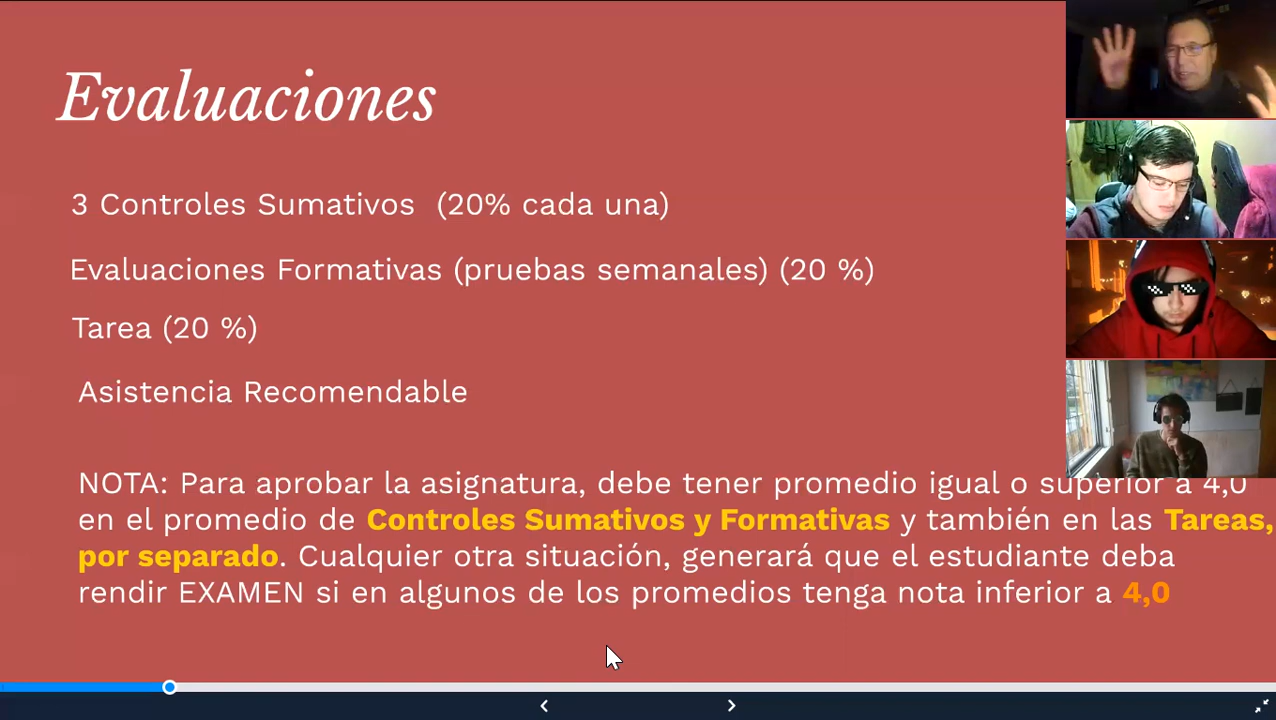 Evaluaciones
3 Controles Sumativos (20% cada una)
Evaluaciones Formativas (pruebas semanales) (20 %)
Tarea (20 %)
Asistencia Recomendable
NOTA: Para aprobar la asignatura, debe tener promedio igual o superior a 4,0
en el promedio de Controles Sumativos y Formativas y también en las Tareas,
por separado. Cualquier otra situación, generará que el estudiante deba
rendir EXAMEN si en algunos de los promedios tenga nota inferior a 4,0